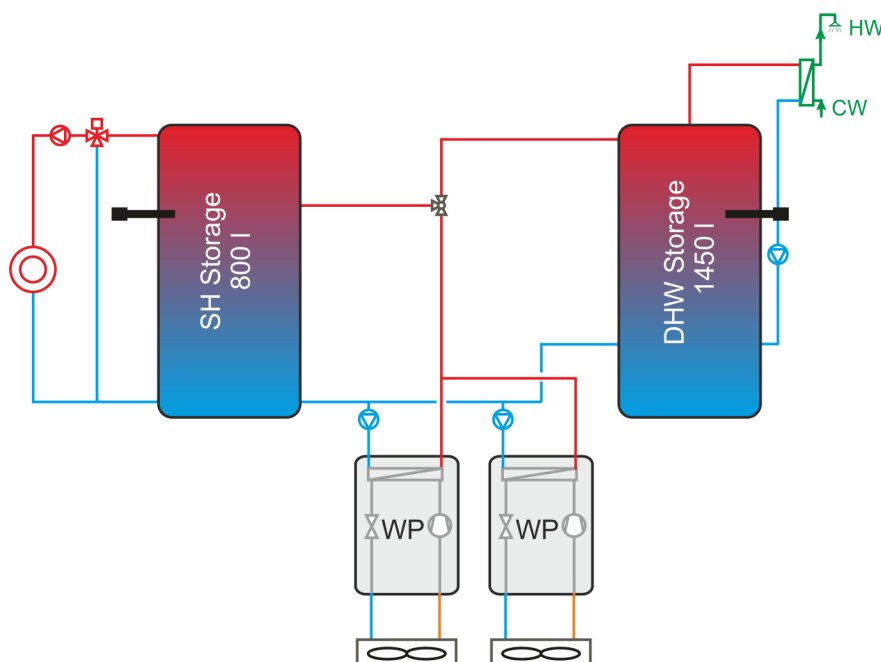 HW
CW
SH Storage
800 l
DHW Storage
1450 l
WP
WP